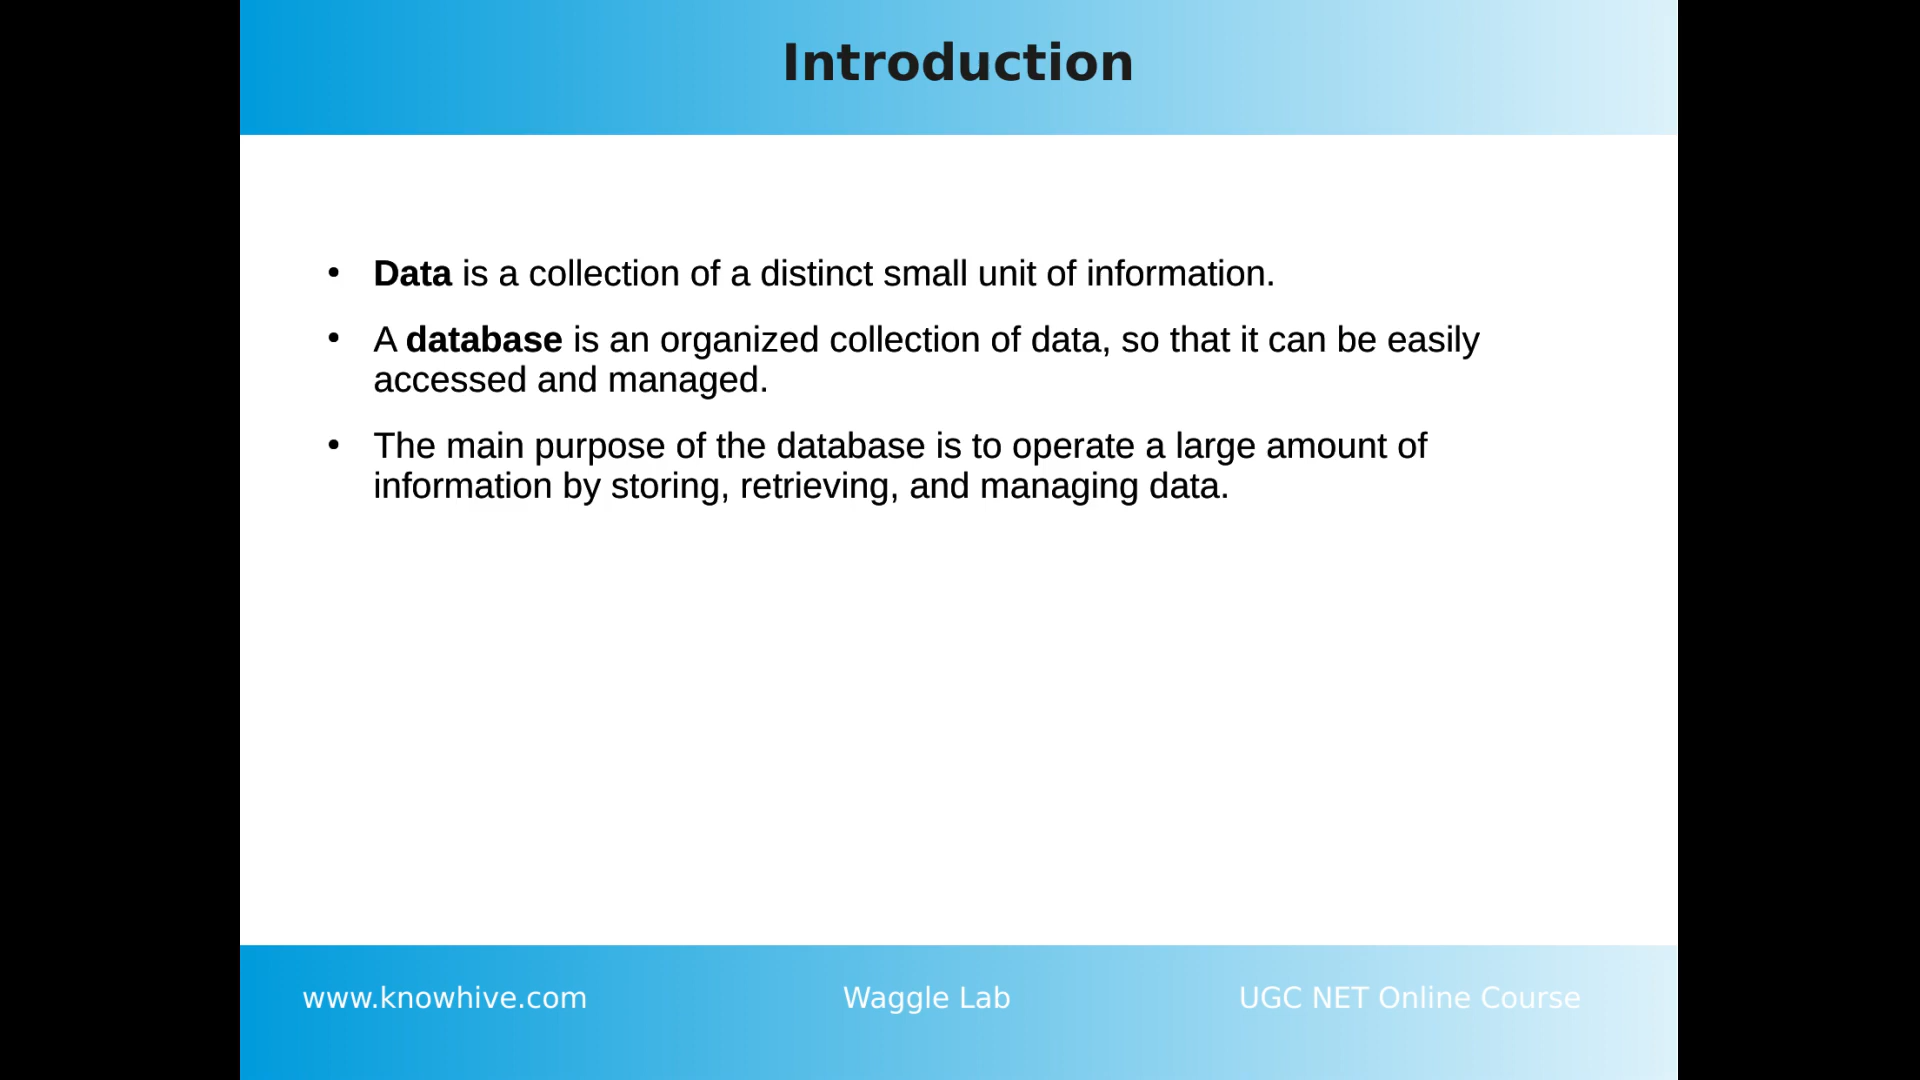 Introduction
• Data is a collection of a distinct small unit of information.
• A database is an organized collection of data, so that it can be easily
accessed and managed.
• The main purpose of the database is to operate a large amount of
information by storing, retrieving, and managing data.
www.knowhive.com Waggle Lab UGC NET Online Course